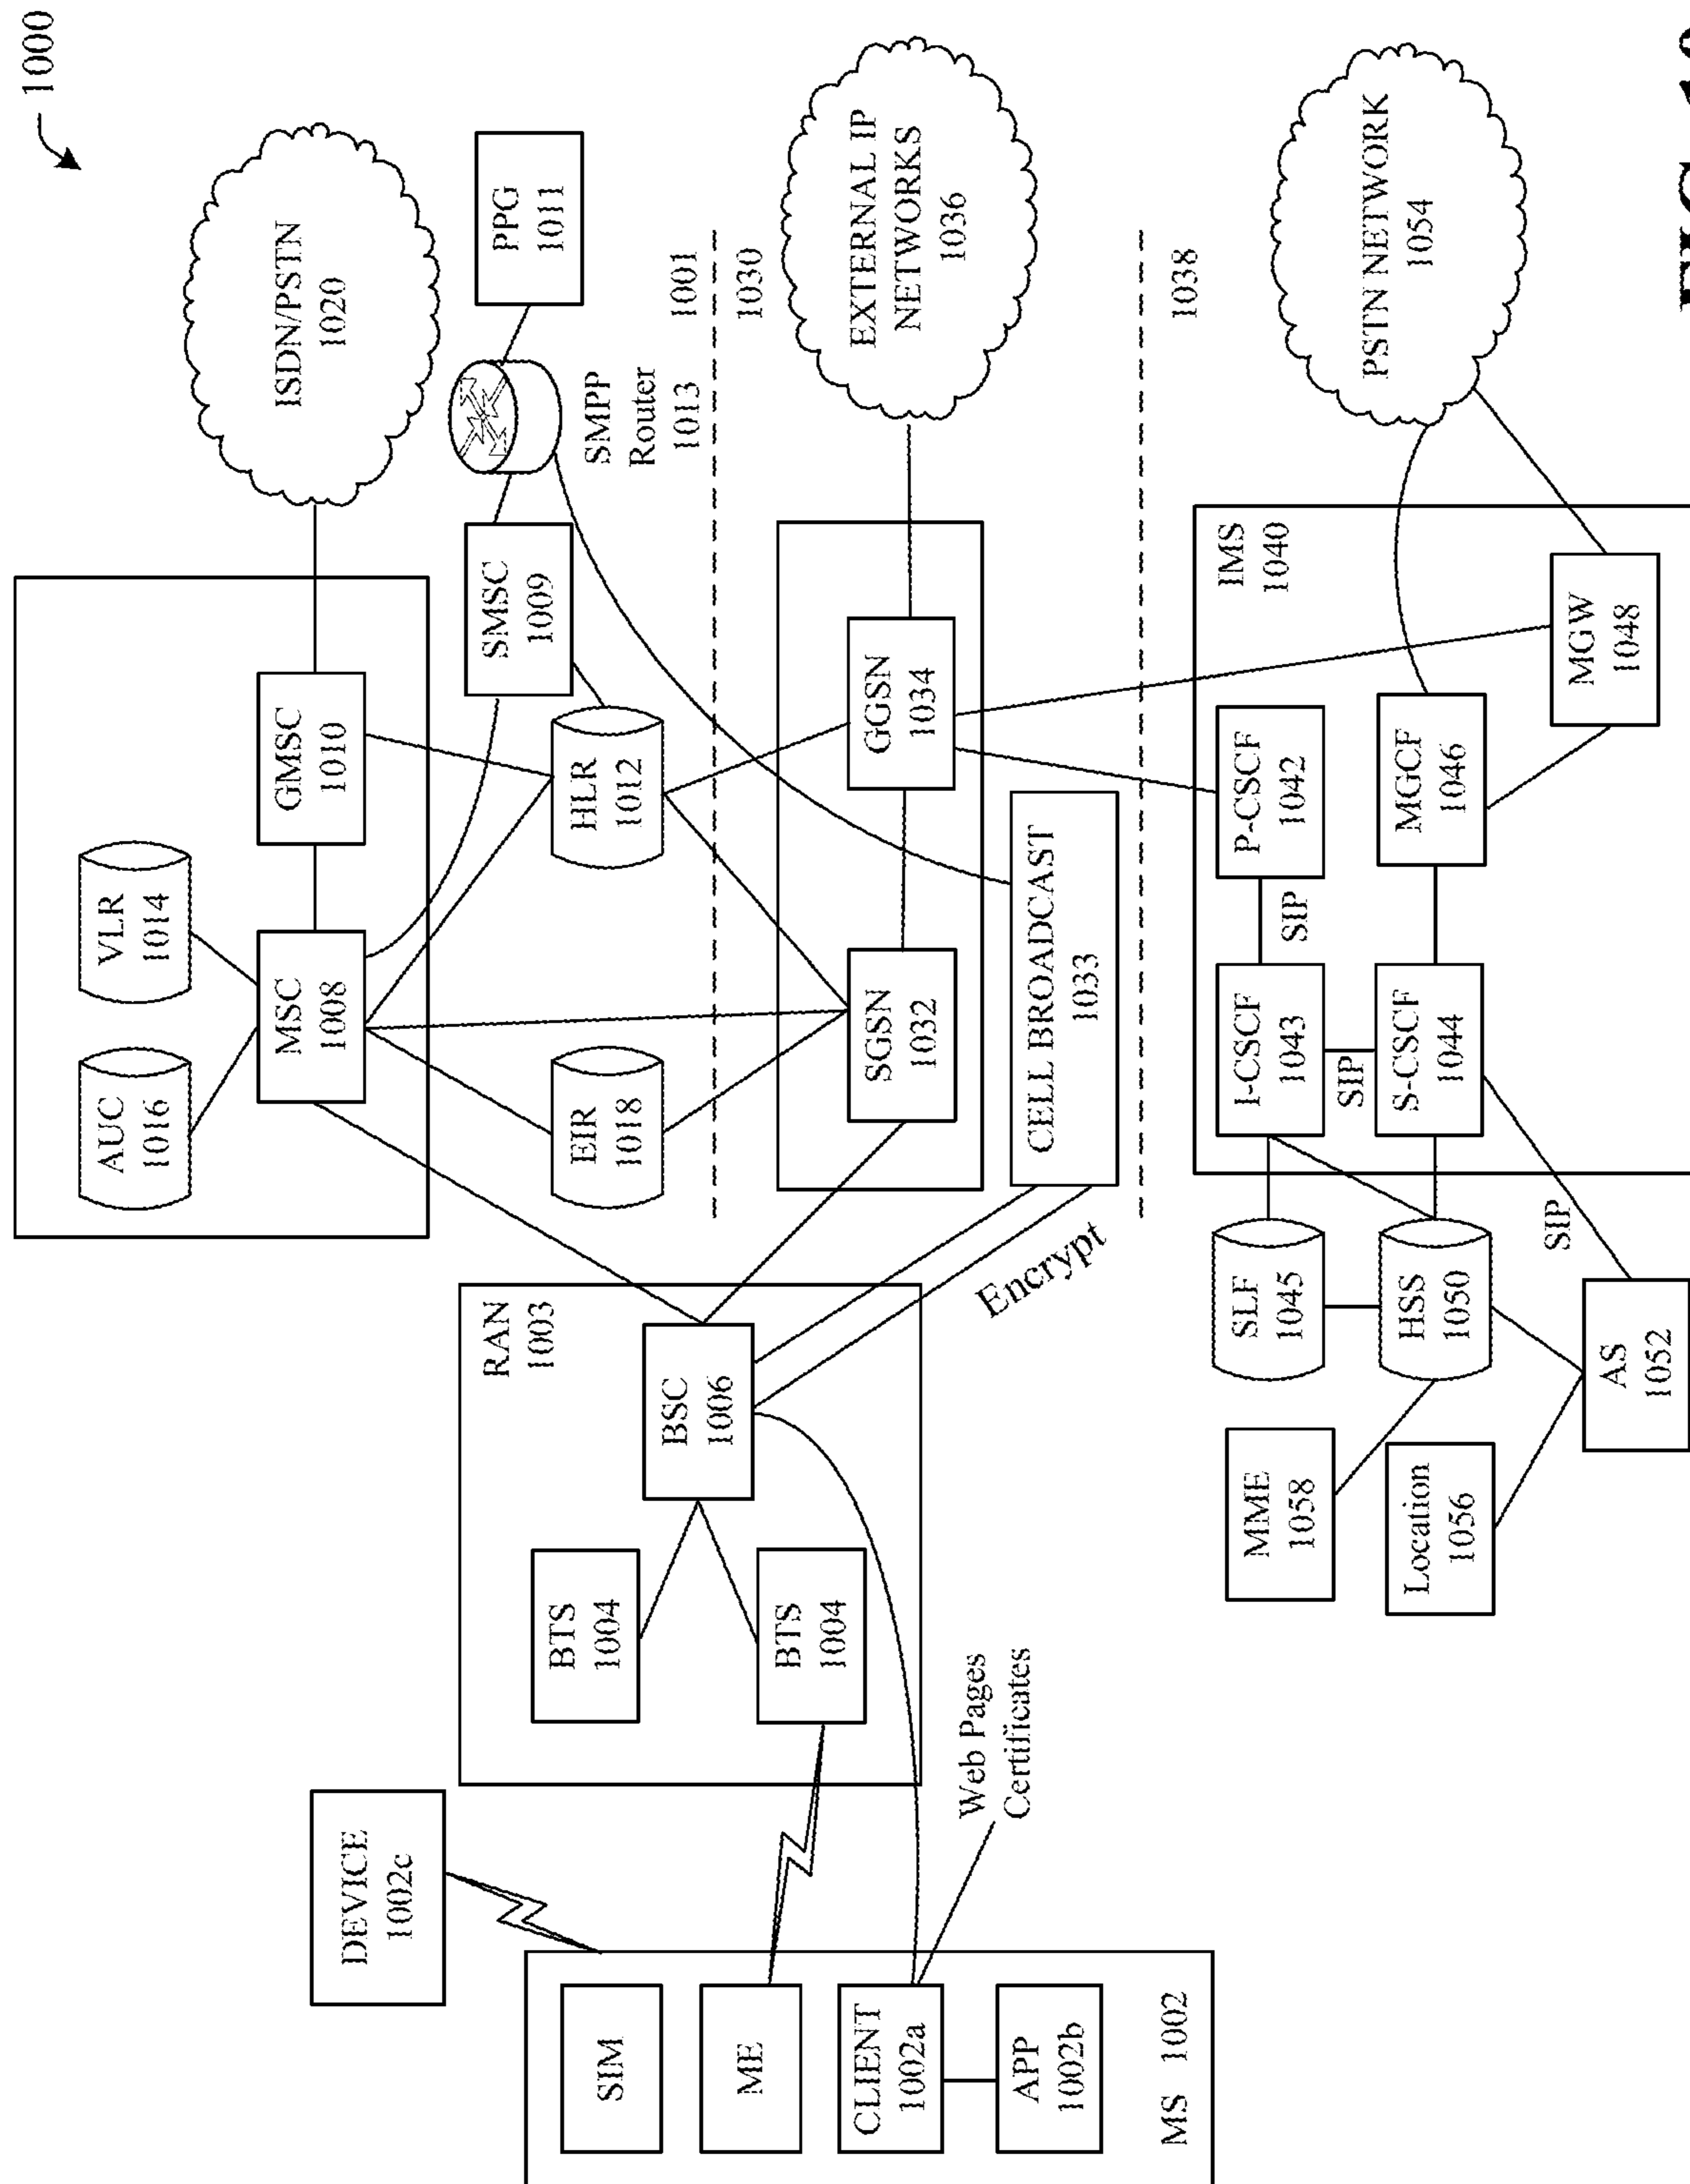 1000
ISDN/PSTN
1020
PPG
1011
VLR
1014
AUC
1016
GMSC
1010
MSC
1008
SMSC
1009
SMPP
Router
1013
HLR
1012
EIR
1018
1001
1030
EXTERNAL IP
NETWORKS
1036
GGSN
1034
SGSN
1032
CELL BROADCAST
1033
Encrypt
1038
RAN
1003
BSC
1006
BTS
1004
BTS
1004
DEVICE
1002c
SIM
ME
CLIENT
1002a
APP
1002b
MS 1002
Web Pages
Certificates
PSTN NETWORK
1054
IMS
1040
P-CSCF
1042
SIP
I-CSCF
1043
SIP
S-CSCF
1044
MGCF
1046
MGW
1048
SLF
1045
HSS
1050
SIP
AS
1052
MME
1058
Location
1056